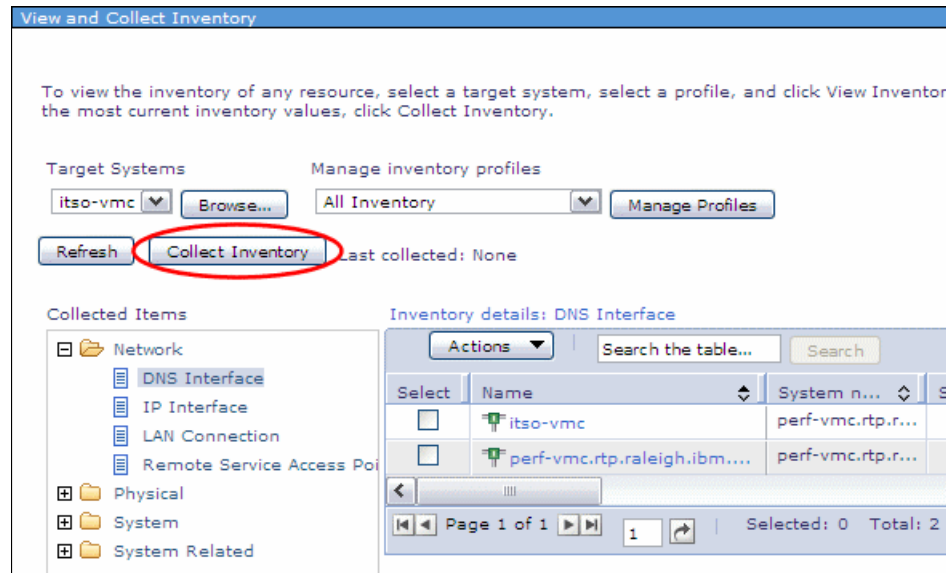 View and Collect Inventory
To view the inventory of any resource, select a target system, select a profile, and click View Inventor
the most current inventory values, click Collect Inventory.
Target Systems Manage inventory profiles
itso-vmc Browse... All Inventory Manage Profiles
Refresh Collect Inventory Last collected: None
Collected Items Inventory details: DNS Interface
Network Actions Search the table... Search
DNS Interface Select Name System n... S
IP Interface itso-vmc perf-vmc.rtp.r...
LAN Connection
Remote Service Access Poi perf-vmc.rtp.raleigh.ibm.... perf-vmc.rtp.r...
Physical
System Page 1 of 1 1 Selected: 0 Total: 2
System Related